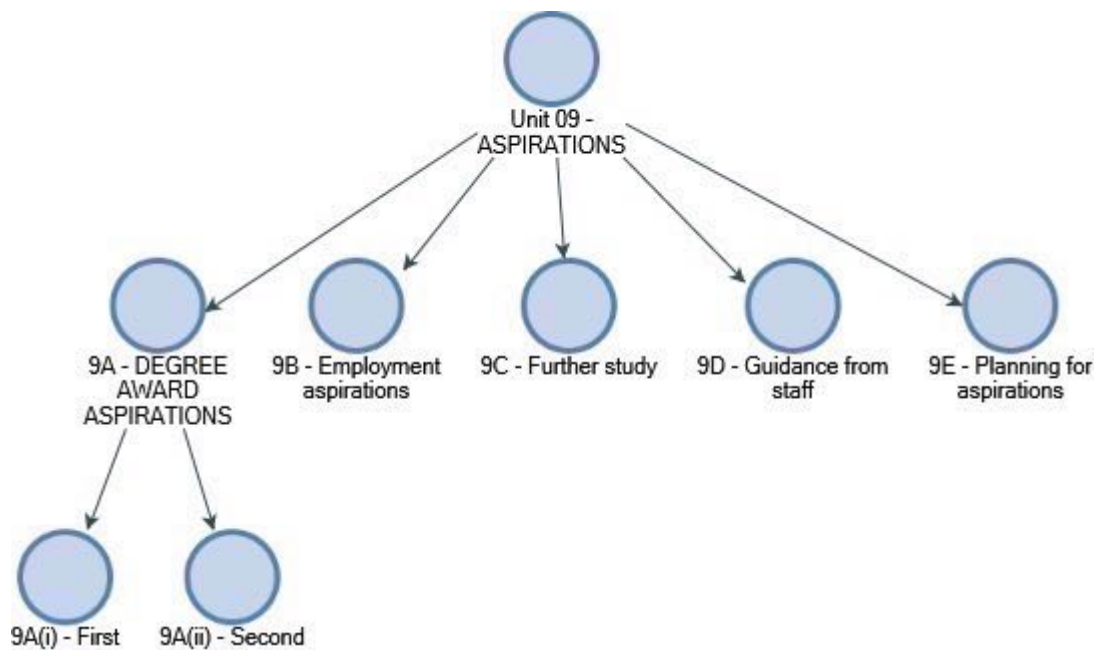 Unit 09 -
ASPIRATIONS
9A - DEGREE
AWARD
ASPIRATIONS
9B - Employment
aspirations
9C - Further study
9D - Guidance from
staff
9E - Planning for
aspirations
9A(i) - First
9A(ii) - Second